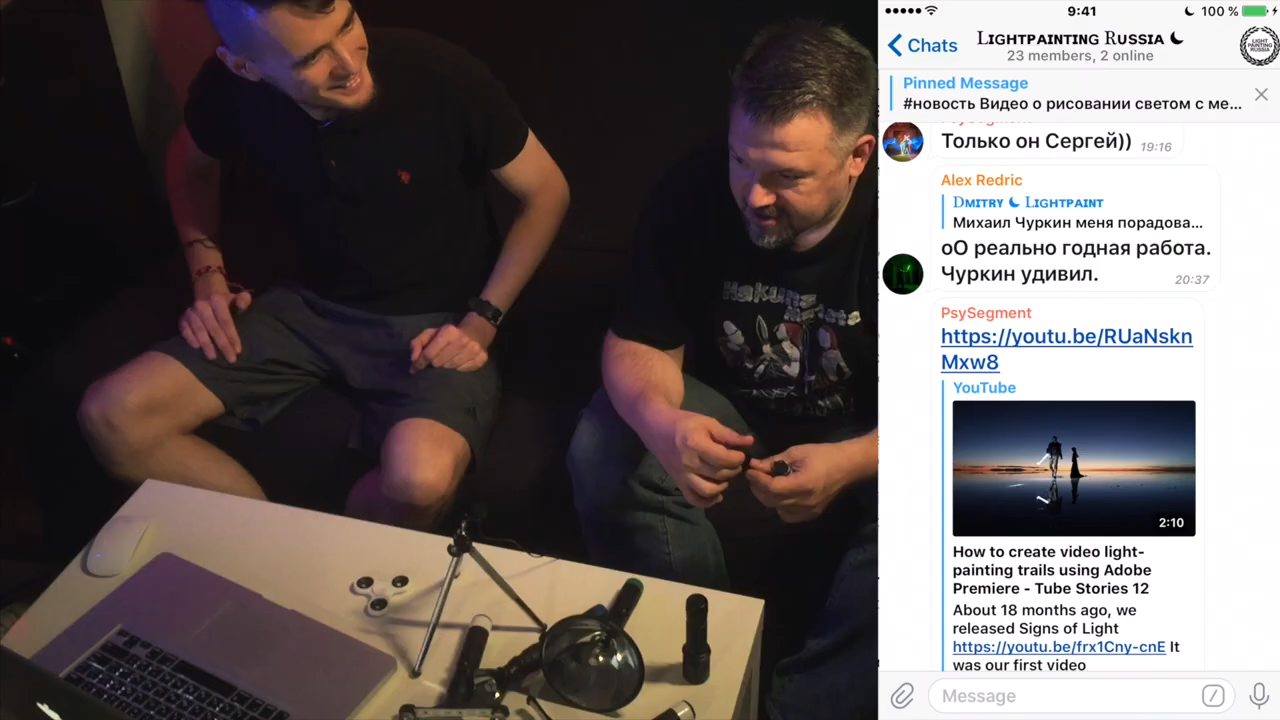 9:41
100 %
Chats
Lightpainting Russia
23 members, 2 online
LIGHT
PAINTING
RUSSIA
Pinned Message
#новость Видео о рисовании светом с ме...
Только он Сергей)) 19:16
Alex Redric
Dmitry Lightpaint
Михаил Чуркин меня порадова...
оО реально годная работа.
Чуркин удивил. 20:37
PsySegment
https://youtu.be/RUaNskn
Mxw8
YouTube
2:10
How to create video light-
painting trails using Adobe
Premiere - Tube Stories 12
About 18 months ago, we
released Signs of Light
https://youtu.be/frx1Cny-cnE It
was our first video
Message
Hakuna